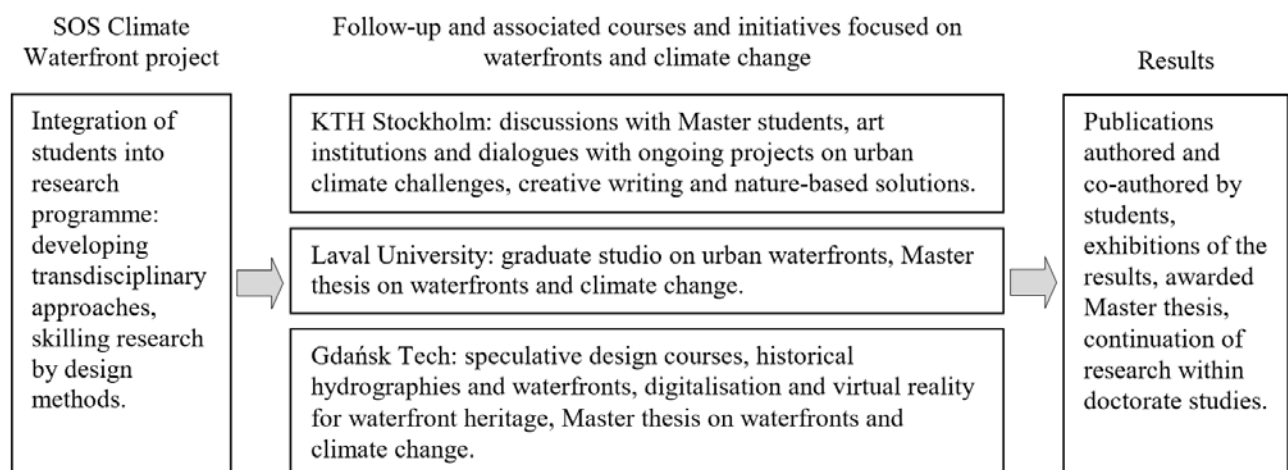 SOS Climate
Waterfront project
Follow-up and associated courses and initiatives focused on
waterfronts and climate change
Results
Integration of
students into
research
programme:
developing
transdisciplinary
approaches,
skilling research
by design
methods.
KTH Stockholm: discussions with Master students, art
institutions and dialogues with ongoing projects on urban
climate challenges, creative writing and nature-based solutions.
Laval University: graduate studio on urban waterfronts, Master
thesis on waterfronts and climate change.
Gdańsk Tech: speculative design courses, historical
hydrographies and waterfronts, digitalisation and virtual reality
for waterfront heritage, Master thesis on waterfronts and
climate change.
Publications
authored and
co-authored by
students,
exhibitions of the
results, awarded
Master thesis,
continuation of
research within
doctorate studies.